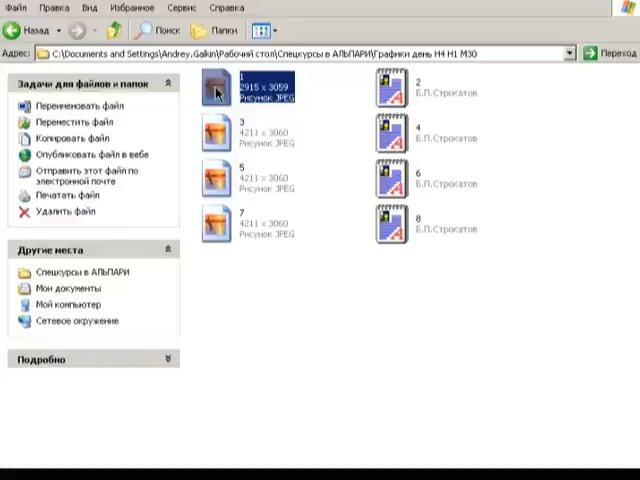 Файл Правка Вид Избранное Сервис Справка
Назад Поиск Папки
Адрес: C:\Documents and Settings\Andrey.Galkin\Рабочий стол\Спецкурсы в АЛЬПАРИ\Графики день H4 H1 M30 Переход
Задачи для файлов и папок
Переименовать файл
Переместить файл
Копировать файл
Опубликовать файл в вебе
Отправить этот файл по
электронной почте
Печатать файл
Удалить файл
Другие места
Спецкурсы в АЛЬПАРИ
Мои документы
Мой компьютер
Сетевое окружение
Подробно
1
2915 x 3059
Рисунок JPEG
2
Б.П.Строкатов
3
4211 x 3060
Рисунок JPEG
4
Б.П.Строкатов
5
4211 x 3060
Рисунок JPEG
6
Б.П.Строкатов
7
4211 x 3060
Рисунок JPEG
8
Б.П.Строкатов